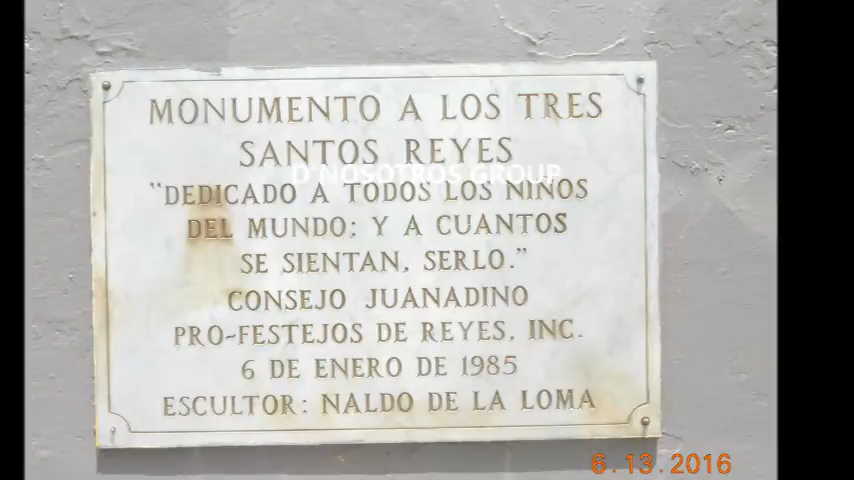 MONUMENTO A LOS TRES
SANTOS REYES
D'NOSOTROS GROUP
"DEDICADO A TODOS LOS NIÑOS
DEL MUNDO; Y A CUANTOS
SE SIENTAN, SERLO."
CONSEJO JUANADINO
PRO-FESTEJOS DE REYES, INC.
6 DE ENERO DE 1985
ESCULTOR: NALDO DE LA LOMA
6.13.2016